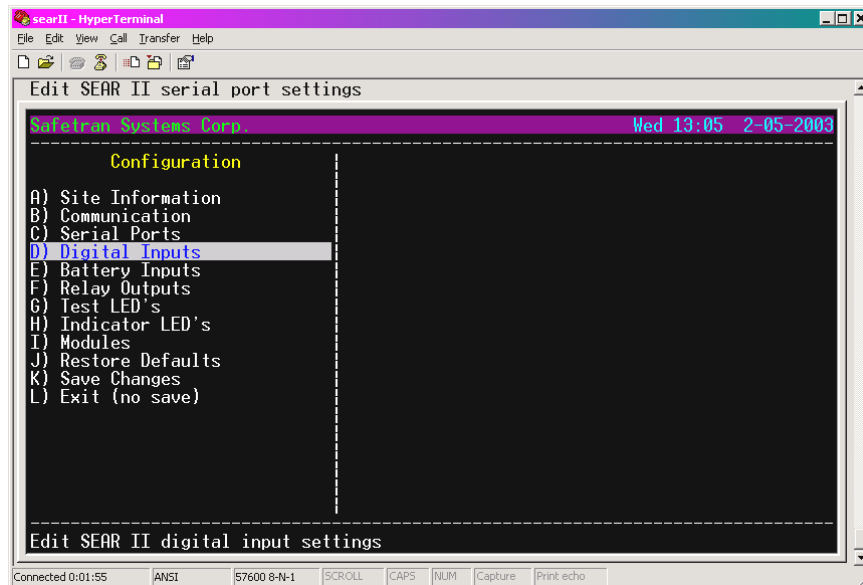 searII - HyperTerminal
File Edit View Call Transfer Help
Edit SEAR II serial port settings
Safetran Systems Corp. Wed 13:05 2-05-2003
Configuration
A) Site Information
B) Communication
C) Serial Ports
D) Digital Inputs
E) Battery Inputs
F) Relay Outputs
G) Test LED's
H) Indicator LED's
I) Modules
J) Restore Defaults
K) Save Changes
L) Exit (no save)
Edit SEAR II digital input settings
Connected 0:01:55 ANSI 57600 8-N-1 SCROLL CAPS NUM Capture Print echo